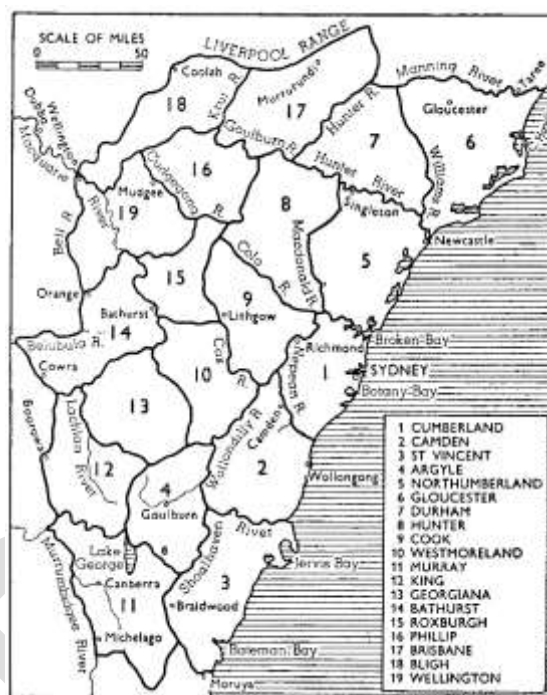 SCALE OF MILES
0 50
LIVERPOOL RANGE
Coolah
18
Krui R.
Murrurundi
17
Manning River
Taree
Gloucester
6
Hunter R.
7
Goulburn R.
Hunter River
Williams R.
Dubbo
Wellington
Macquarie
River
16
Cudgegong
R.
Mudgee
19
8
Singleton
Newcastle
Bell R.
Macdonald R.
5
Colo
R.
15
9
Lithgow
Orange
Bathurst
14
Belubula R.
Cowra
Cox
R.
10
Richmond
Broken Bay
Nepean R.
1
SYDNEY
Botany Bay
13
Wollondilly R.
Camden
Boorowa
Lachlan
River
12
4
Goulburn
2
Wollongong
6
Lake
George
Shoalhaven
River
Jervis Bay
Murrumbidgee River
Canberra
11
3
Braidwood
Michelago
Bateman Bay
Moruya
1 CUMBERLAND
2 CAMDEN
3 ST VINCENT
4 ARGYLE
5 NORTHUMBERLAND
6 GLOUCESTER
7 DURHAM
8 HUNTER
9 COOK
10 WESTMORELAND
11 MURRAY
12 KING
13 GEORGIANA
14 BATHURST
15 ROXBURGH
16 PHILLIP
17 BRISBANE
18 BLIGH
19 WELLINGTON